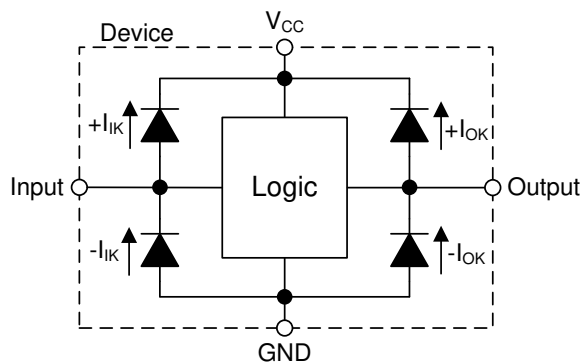 Device
V_CC
+I_IK
+I_OK
Input
Logic
Output
-I_IK
-I_OK
GND